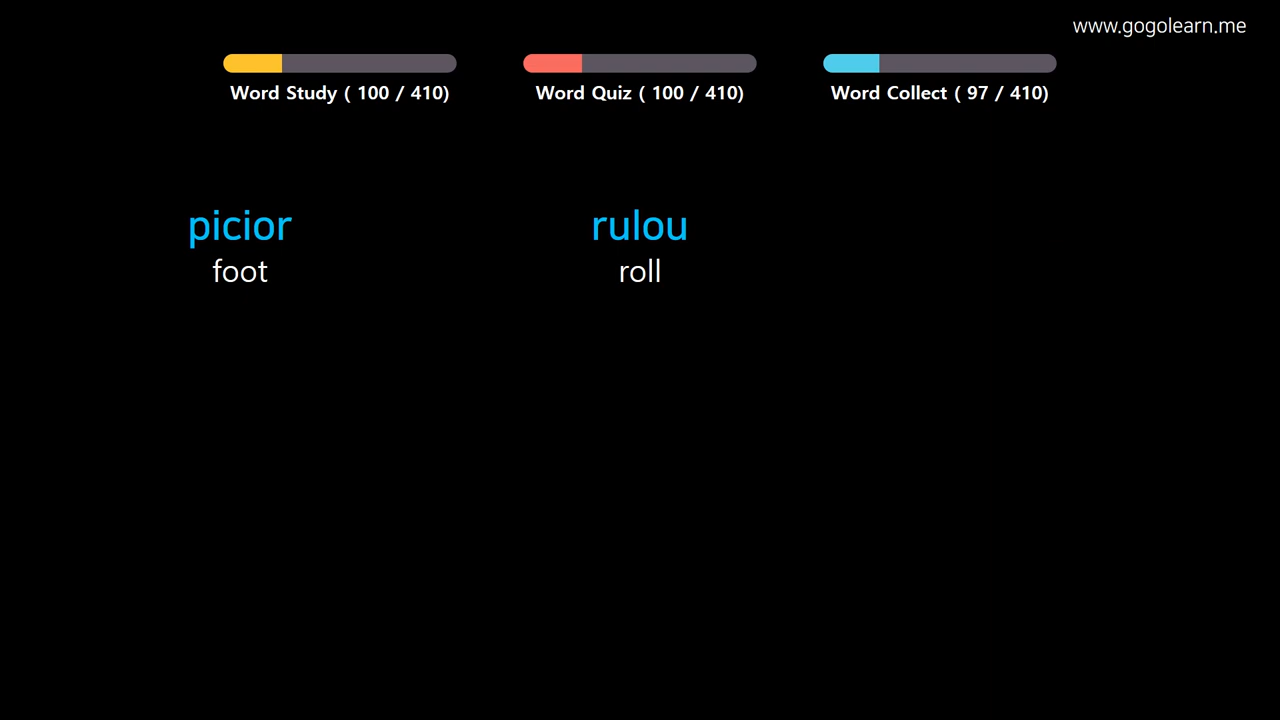 www.gogolearn.me
Word Study ( 100 / 410)
Word Quiz ( 100 / 410)
Word Collect ( 97 / 410)
picior
foot
rulou
roll